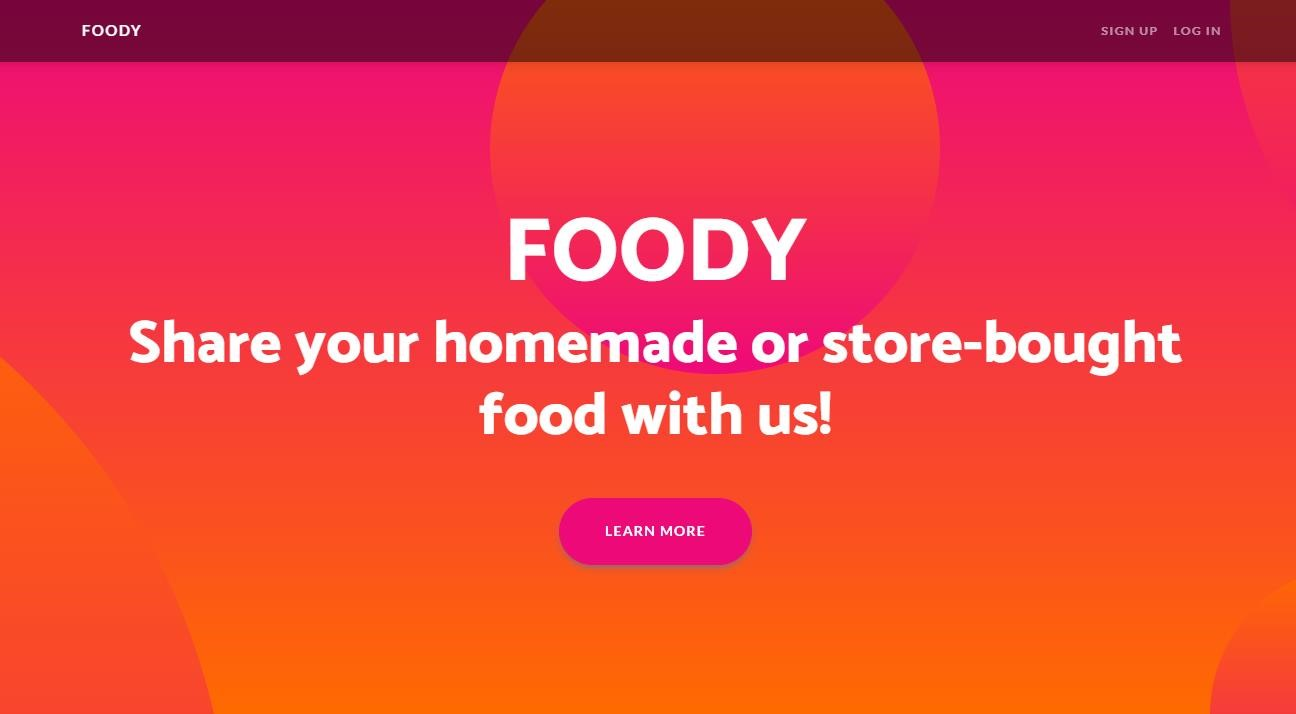 FOODY
SIGN UP
LOG IN
FOODY
Share your homemade or store-bought
food with us!
LEARN MORE